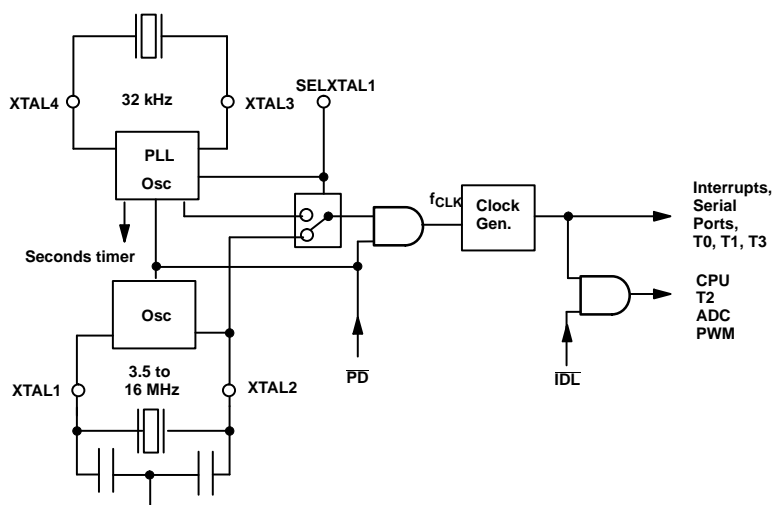 32 kHz
SELXTAL1
XTAL4
XTAL3
PLL
Osc
fCLK
Clock
Gen.
Interrupts,
Serial
Ports,
T0, T1, T3
Seconds timer
CPU
T2
ADC
PWM
Osc
3.5 to
16 MHz
XTAL1
XTAL2
PD
IDL